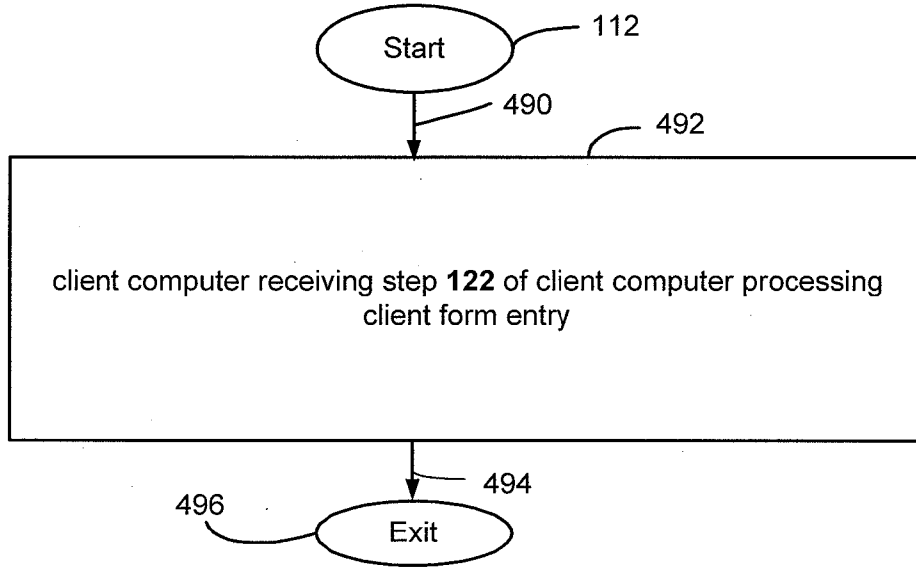 Start
112
490
492
client computer receiving step 122 of client computer processing
client form entry
494
496
Exit